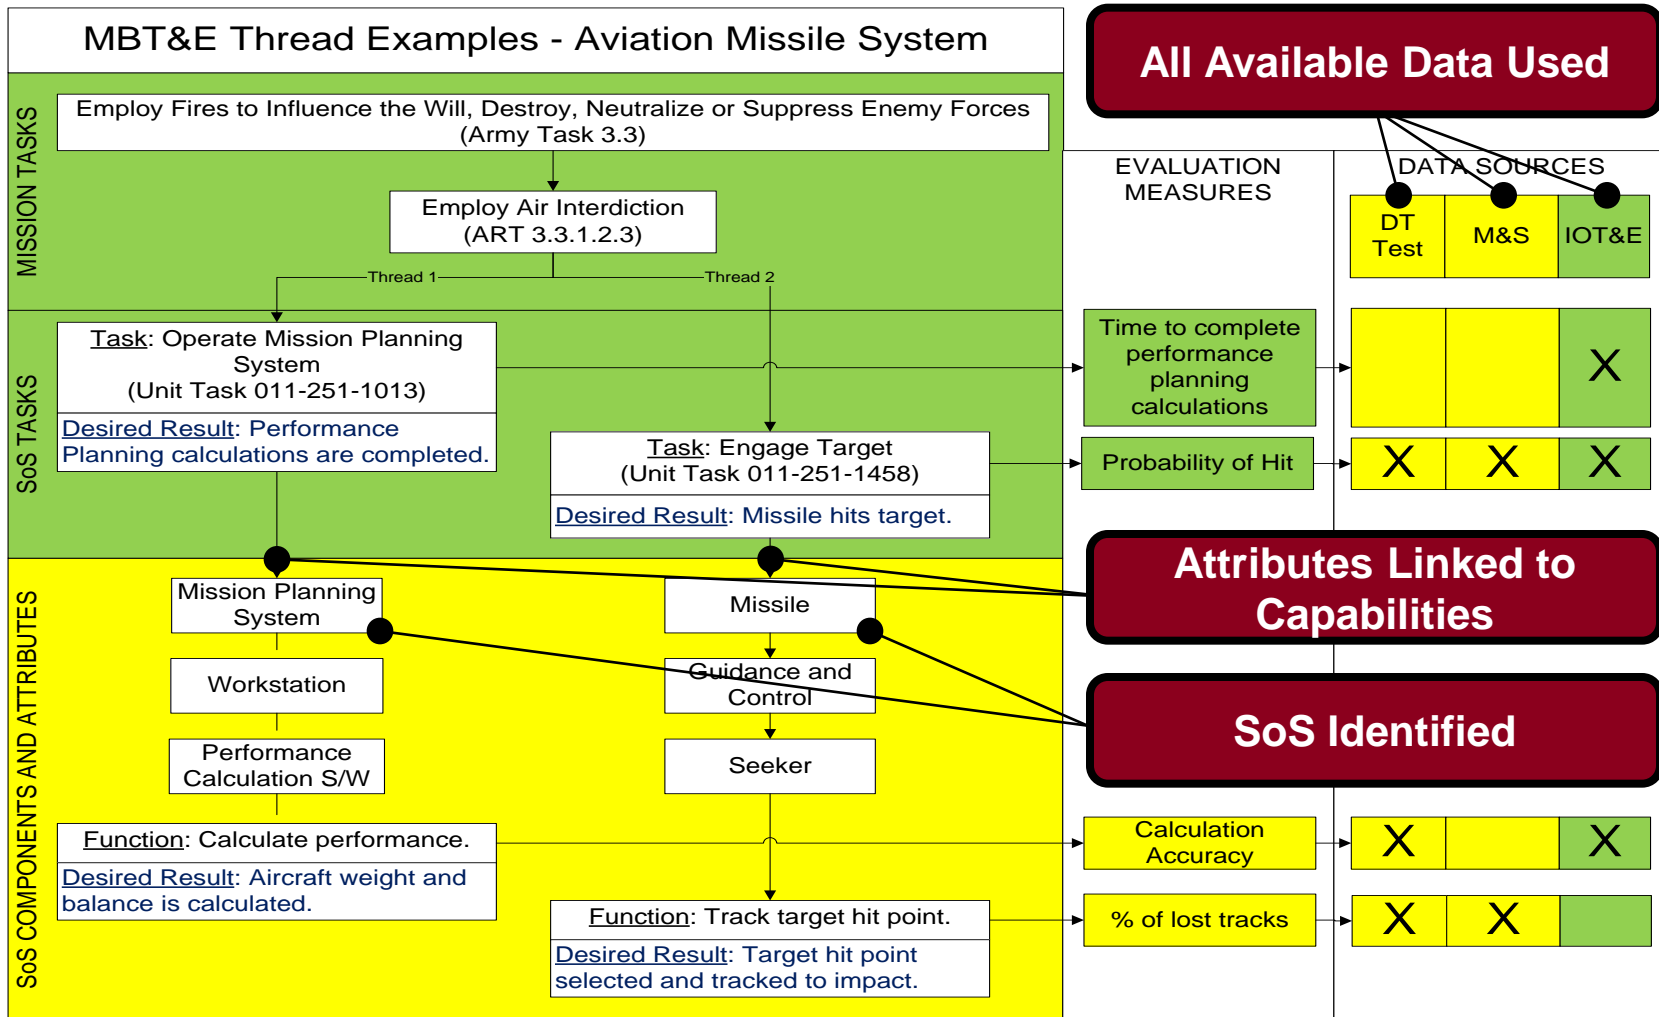 MBT&E Thread Examples - Aviation Missile System
All Available Data Used
MISSION TASKS
Employ Fires to Influence the Will, Destroy, Neutralize or Suppress Enemy Forces
(Army Task 3.3)
Employ Air Interdiction
(ART 3.3.1.2.3)
Thread 1
Thread 2
EVALUATION
MEASURES
DATA SOURCES
DT
Test
M&S
IOT&E
SoS TASKS
Task: Operate Mission Planning
System
(Unit Task 011-251-1013)
Desired Result: Performance
Planning calculations are completed.
Time to complete
performance
planning
calculations
X
Task: Engage Target
(Unit Task 011-251-1458)
Desired Result: Missile hits target.
Probability of Hit
X X X
Attributes Linked to
Capabilities
SoS COMPONENTS AND ATTRIBUTES
Mission Planning
System
Workstation
Performance
Calculation S/W
Missile
Guidance and
Control
Seeker
SoS Identified
Function: Calculate performance.
Desired Result: Aircraft weight and
balance is calculated.
Calculation
Accuracy
X X
Function: Track target hit point.
Desired Result: Target hit point
selected and tracked to impact.
% of lost tracks
X X